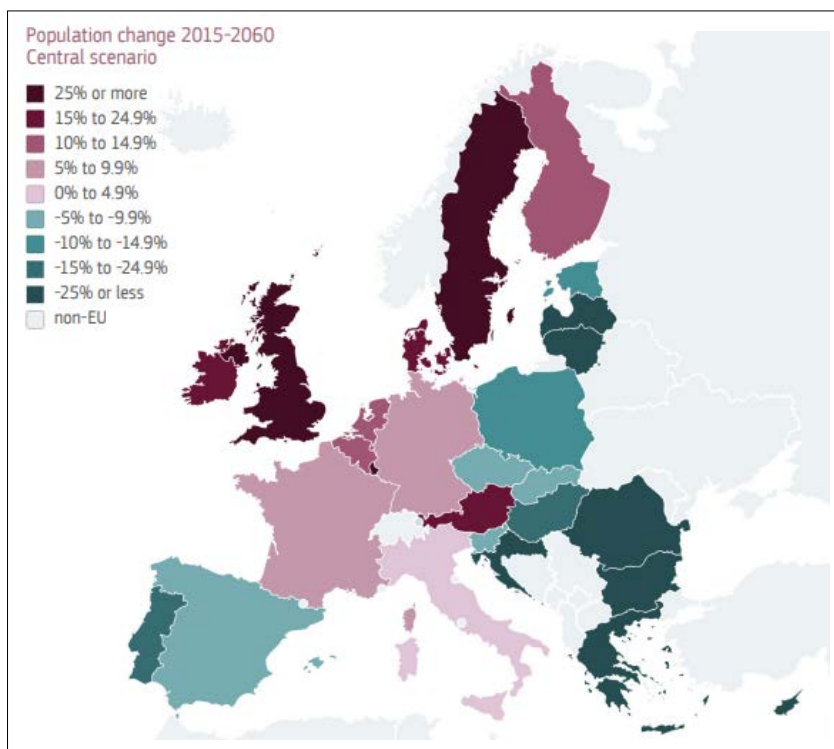 Population change 2015-2060
Central scenario
25% or more
15% to 24.9%
10% to 14.9%
5% to 9.9%
0% to 4.9%
-5% to -9.9%
-10% to -14.9%
-15% to -24.9%
-25% or less
non-EU